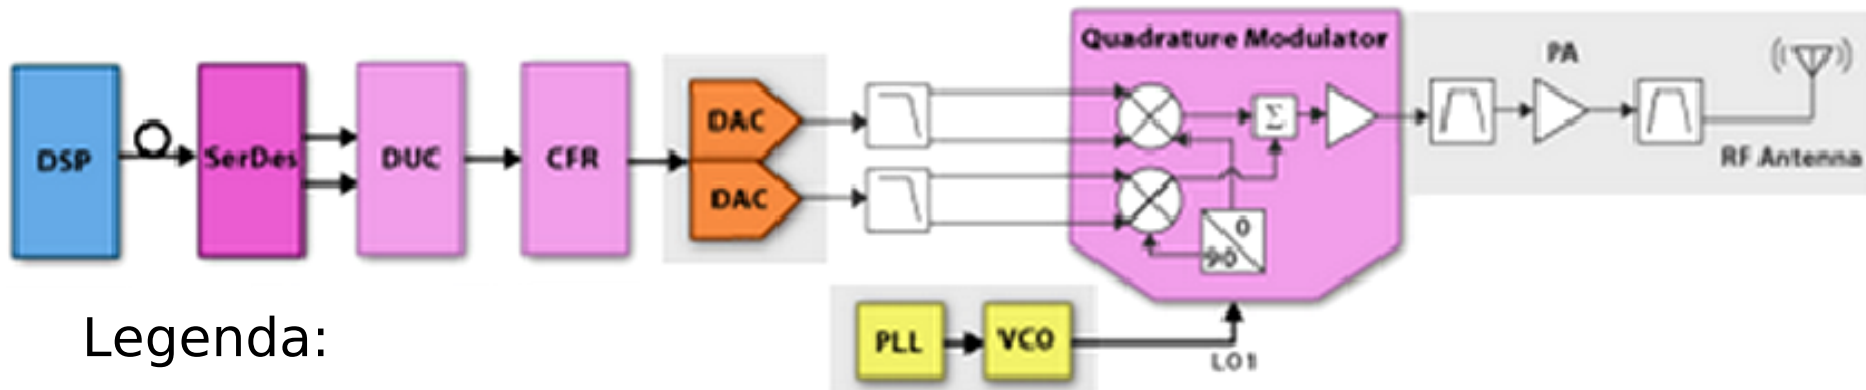 DSP
SerDes
DUC
CFR
DAC
DAC
Quadrature Modulator
Σ
0
90
PA
RF Antenna
PLL
VCO
LO1
Legenda: